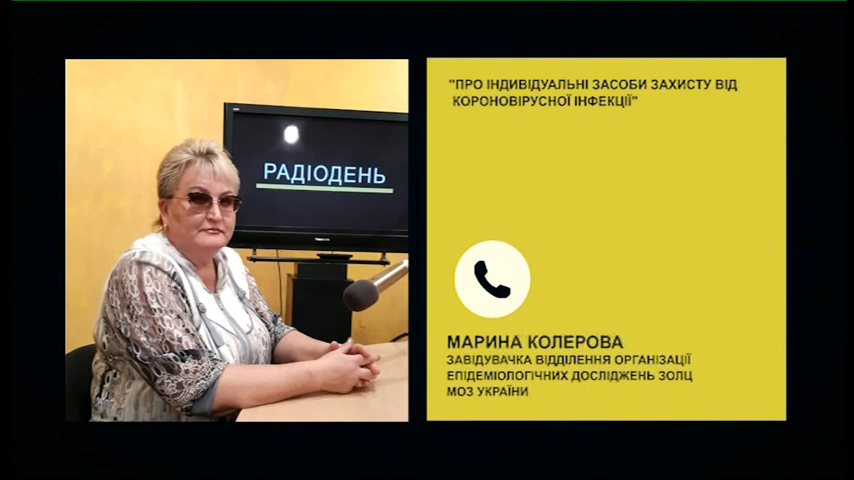 РАДІОДЕНЬ
"ПРО ІНДИВІДУАЛЬНІ ЗАСОБИ ЗАХИСТУ ВІД
КОРОНОВІРУСНОЇ ІНФЕКЦІЇ"
МАРИНА КОЛЕРОВА
ЗАВІДУВАЧКА ВІДДІЛЕННЯ ОРГАНІЗАЦІЇ
ЕПІДЕМІОЛОГІЧНИХ ДОСЛІДЖЕНЬ ЗОЛЦ
МОЗ УКРАЇНИ